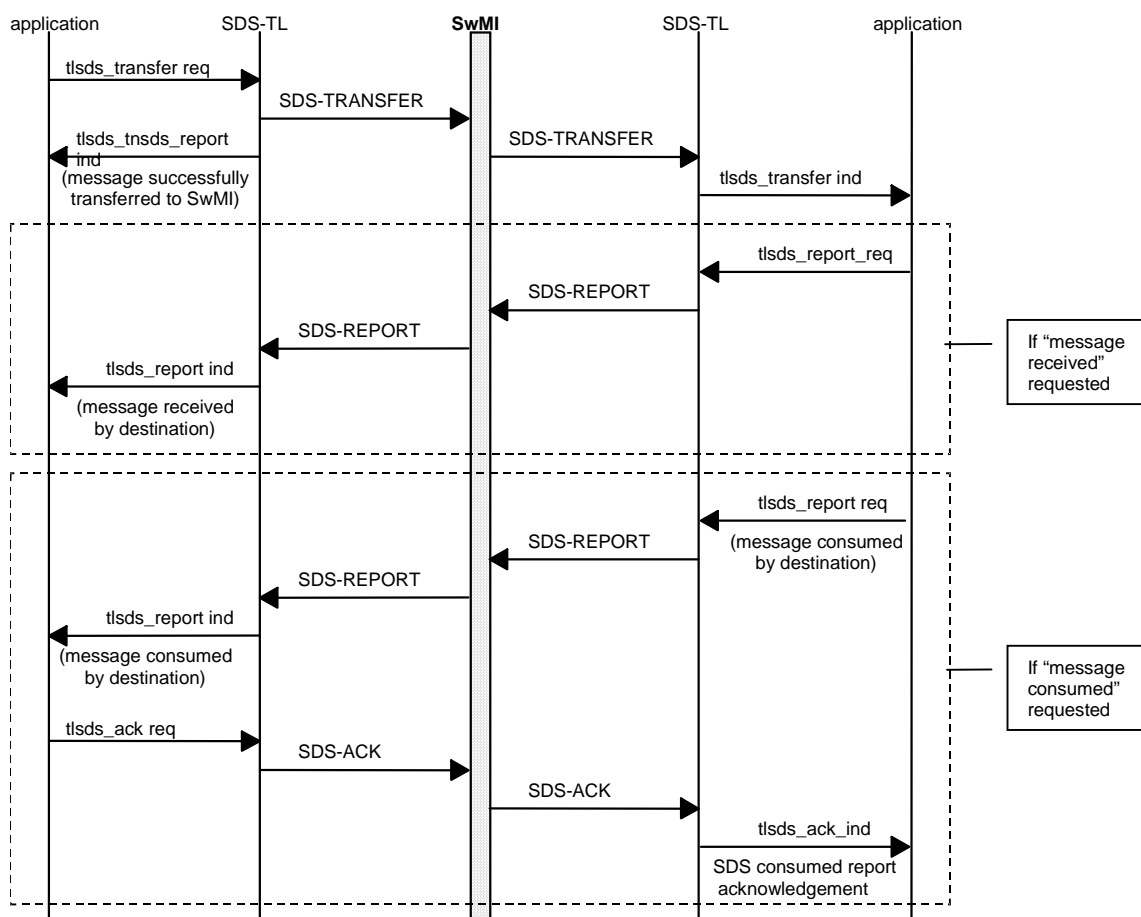 application
SDS-TL
SwMI
SDS-TL
application
tlsds_transfer req
SDS-TRANSFER
tlsds_tnsds_report
ind
(message successfully
transferred to SwMI)
SDS-TRANSFER
tlsds_transfer ind
tlsds_report_req
SDS-REPORT
SDS-REPORT
tlsds_report ind
(message received
by destination)
If “message
received”
requested
tlsds_report req
(message consumed
by destination)
SDS-REPORT
SDS-REPORT
tlsds_report ind
(message consumed
by destination)
If “message
consumed”
requested
tlsds_ack req
SDS-ACK
SDS-ACK
tlsds_ack_ind
SDS consumed report
acknowledgement